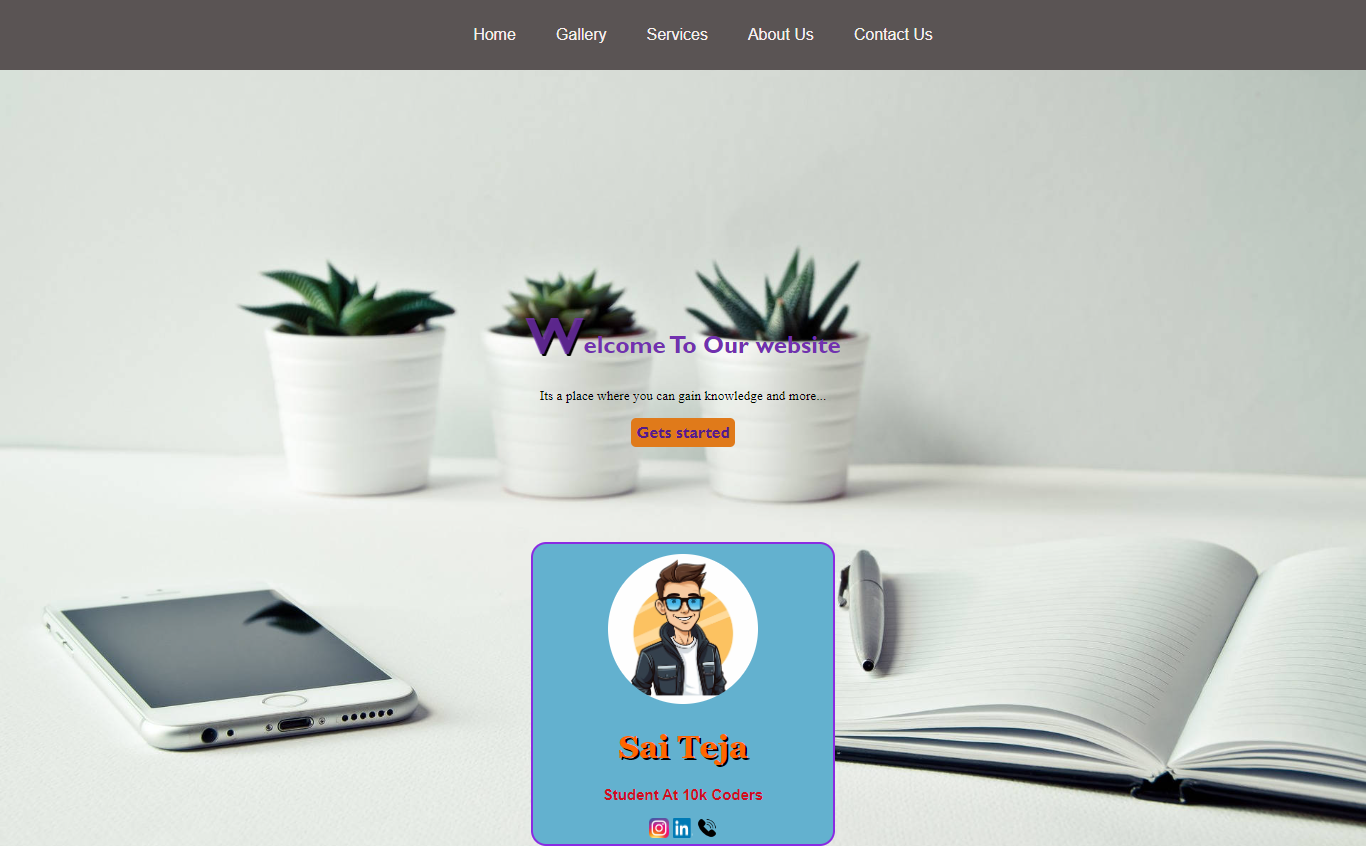 Home Gallery Services About Us Contact Us
Welcome To Our website
Its a place where you can gain knowledge and more...
Gets started
Sai Teja
Student At 10k Coders
in